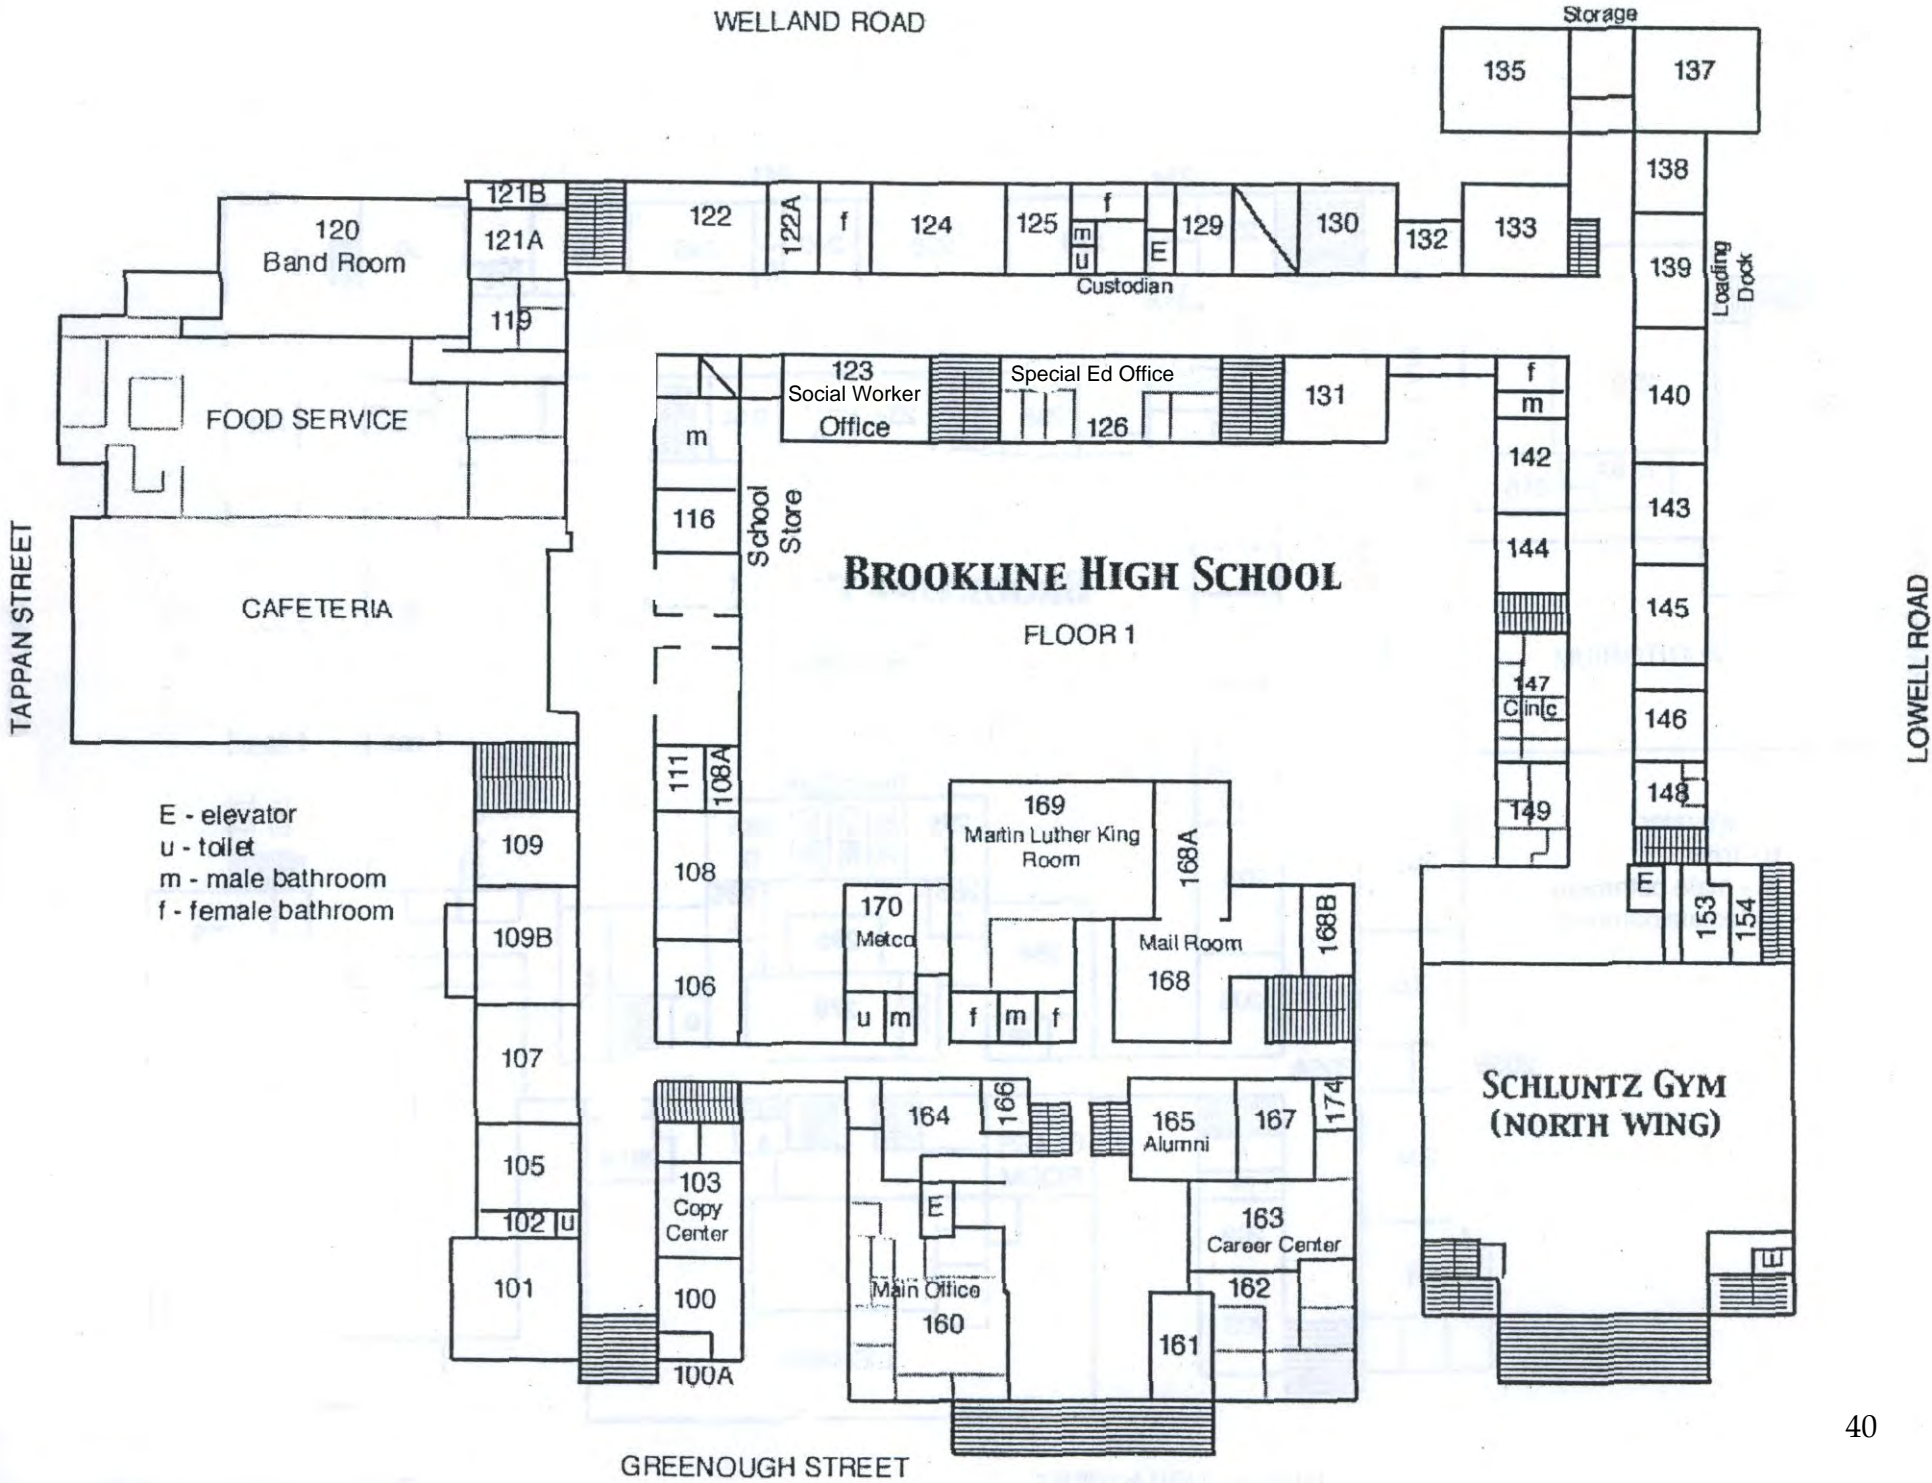 WELLAND ROAD
Storage
135
137
138
121B
120
Band Room
121A
122
122A
f
124
125
f
m
u
E
129
130
132
133
139
Loading
Dock
Custodian
119
123
Social Worker
Office
Special Ed Office
126
131
f
m
140
FOOD SERVICE
m
142
116
School
Store
143
144
TAPPAN STREET
CAFETERIA
BROOKLINE HIGH SCHOOL
FLOOR 1
145
LOWELL ROAD
147
Clinic
146
111
108A
148
149
E - elevator
u - toilet
m - male bathroom
f - female bathroom
109
108
169
Martin Luther King
Room
168A
170
Metco
E
153
154
109B
Mail Room
168
168B
106
u
m
f
m
f
107
164
166
165
Alumni
167
174
SCHLUNTZ GYM
(NORTH WING)
105
103
Copy
Center
102
u
E
163
Career Center
E
101
100
Main Office
160
162
161
100A
40
GREENOUGH STREET